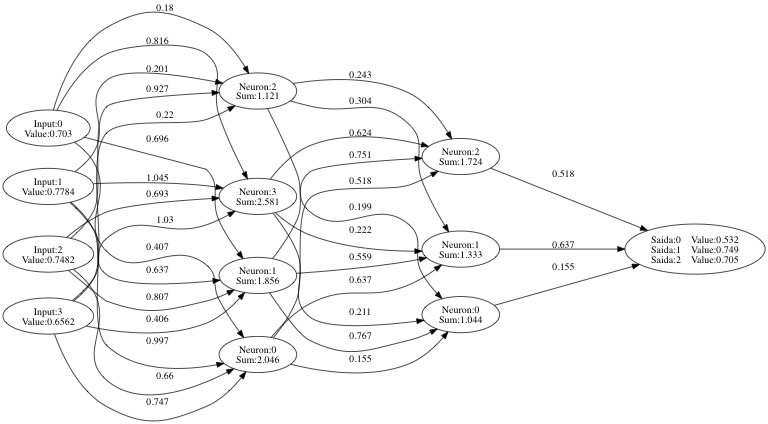 0.18
0.816
0.201
0.927
0.22
0.696
1.045
0.693
1.03
0.407
0.637
0.807
0.406
0.997
0.66
0.747
Input:0
Value:0.703
Input:1
Value:0.7784
Input:2
Value:0.7482
Input:3
Value:0.6562
Neuron:2
Sum:1.121
Neuron:3
Sum:2.581
Neuron:1
Sum:1.856
Neuron:0
Sum:2.046
0.243
0.304
0.624
0.751
0.518
0.199
0.222
0.559
0.637
0.211
0.767
0.155
Neuron:2
Sum:1.724
Neuron:1
Sum:1.333
Neuron:0
Sum:1.044
0.518
0.637
0.155
Saida:0 Value:0.532
Saida:1 Value:0.749
Saida:2 Value:0.705